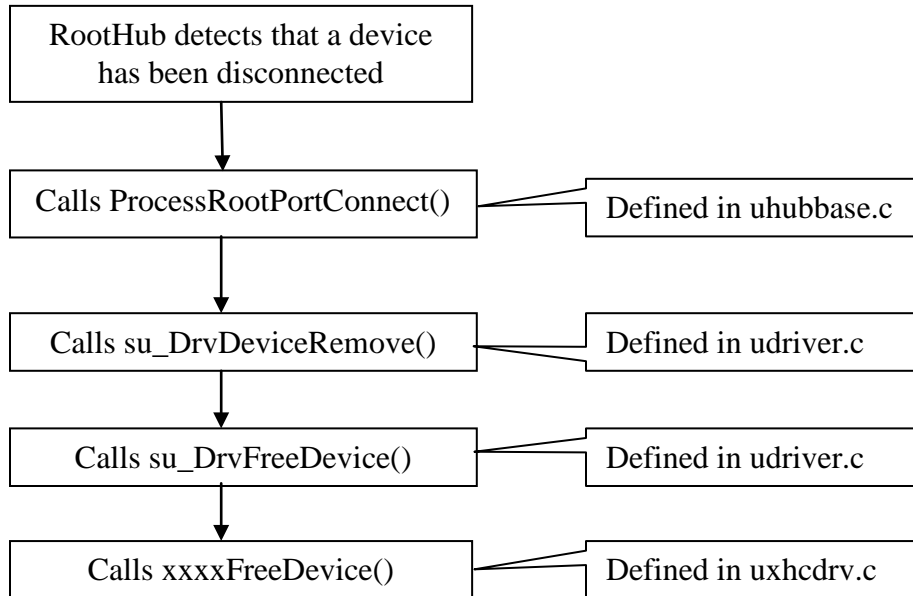 RootHub detects that a device
has been disconnected
Calls ProcessRootPortConnect()
Defined in uhubbase.c
Calls su_DrvDeviceRemove()
Defined in udriver.c
Calls su_DrvFreeDevice()
Defined in udriver.c
Calls xxxxFreeDevice()
Defined in uxhcdrv.c